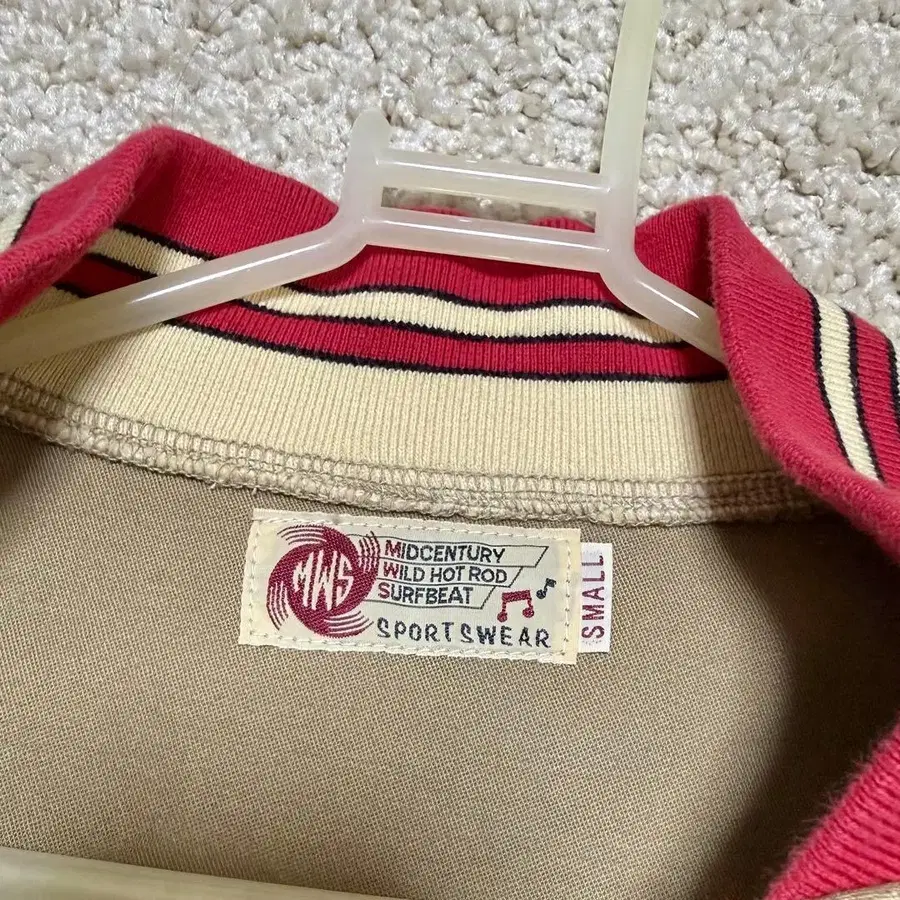 MWS
MIDCENTURY
WILD HOT ROD
SURFBEAT
SPORTSWEAR
SMALL